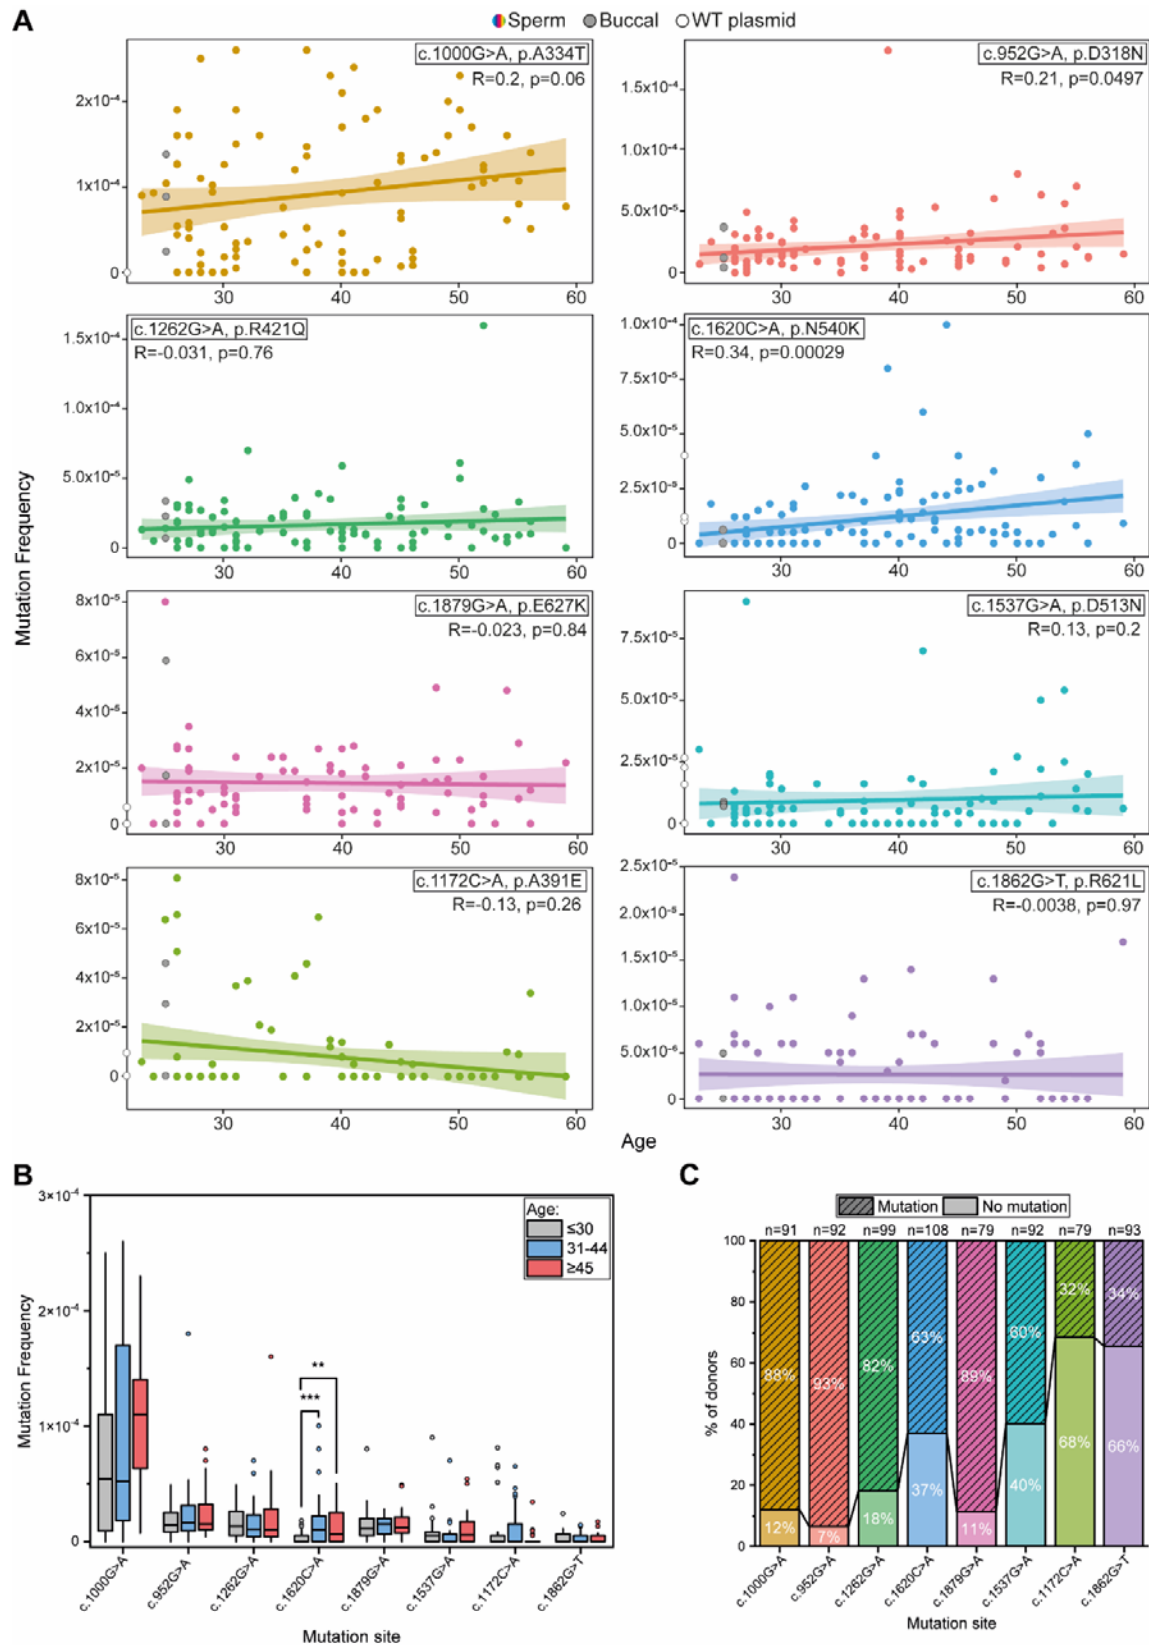 A
Sperm Buccal WT plasmid
c.1000G>A, p.A334T
R=0.2, p=0.06
2x10⁻⁴
1x10⁻⁴
0
30 40 50 60
c.952G>A, p.D318N
R=0.21, p=0.0497
1.5x10⁻⁴
1.0x10⁻⁴
5.0x10⁻⁵
0
30 40 50 60
c.1262G>A, p.R421Q
R=-0.031, p=0.76
1.5x10⁻⁴
1.0x10⁻⁴
5.0x10⁻⁵
0
30 40 50 60
c.1620C>A, p.N540K
R=0.34, p=0.00029
1.0x10⁻⁴
7.5x10⁻⁵
5.0x10⁻⁵
2.5x10⁻⁵
0
30 40 50 60
Mutation Frequency
c.1879G>A, p.E627K
R=-0.023, p=0.84
8x10⁻⁵
6x10⁻⁵
4x10⁻⁵
2x10⁻⁵
0
30 40 50 60
c.1537G>A, p.D513N
R=0.13, p=0.2
7.5x10⁻⁵
5.0x10⁻⁵
2.5x10⁻⁵
0
30 40 50 60
c.1172C>A, p.A391E
R=-0.13, p=0.26
8x10⁻⁵
6x10⁻⁵
4x10⁻⁵
2x10⁻⁵
0
30 40 50 60
c.1862G>T, p.R621L
R=-0.0038, p=0.97
2.5x10⁻⁵
2.0x10⁻⁵
1.5x10⁻⁵
1.0x10⁻⁵
5.0x10⁻⁶
0
30 40 50 60
Age
B
3×10⁻⁴
2×10⁻⁴
1×10⁻⁴
0
Mutation Frequency
Age:
≤30
31-44
≥45
**
***
c.1000G>A c.952G>A c.1262G>A c.1620C>A c.1879G>A c.1537G>A c.1172C>A c.1862G>T
Mutation site
C
Mutation No mutation
n=91 n=92 n=99 n=108 n=79 n=92 n=79 n=93
100
80
60
40
20
0
% of donors
88% 93% 82% 63% 89% 60% 32% 34%
12% 7% 18% 37% 11% 40% 68% 66%
c.1000G>A c.952G>A c.1262G>A c.1620C>A c.1879G>A c.1537G>A c.1172C>A c.1862G>T
Mutation site